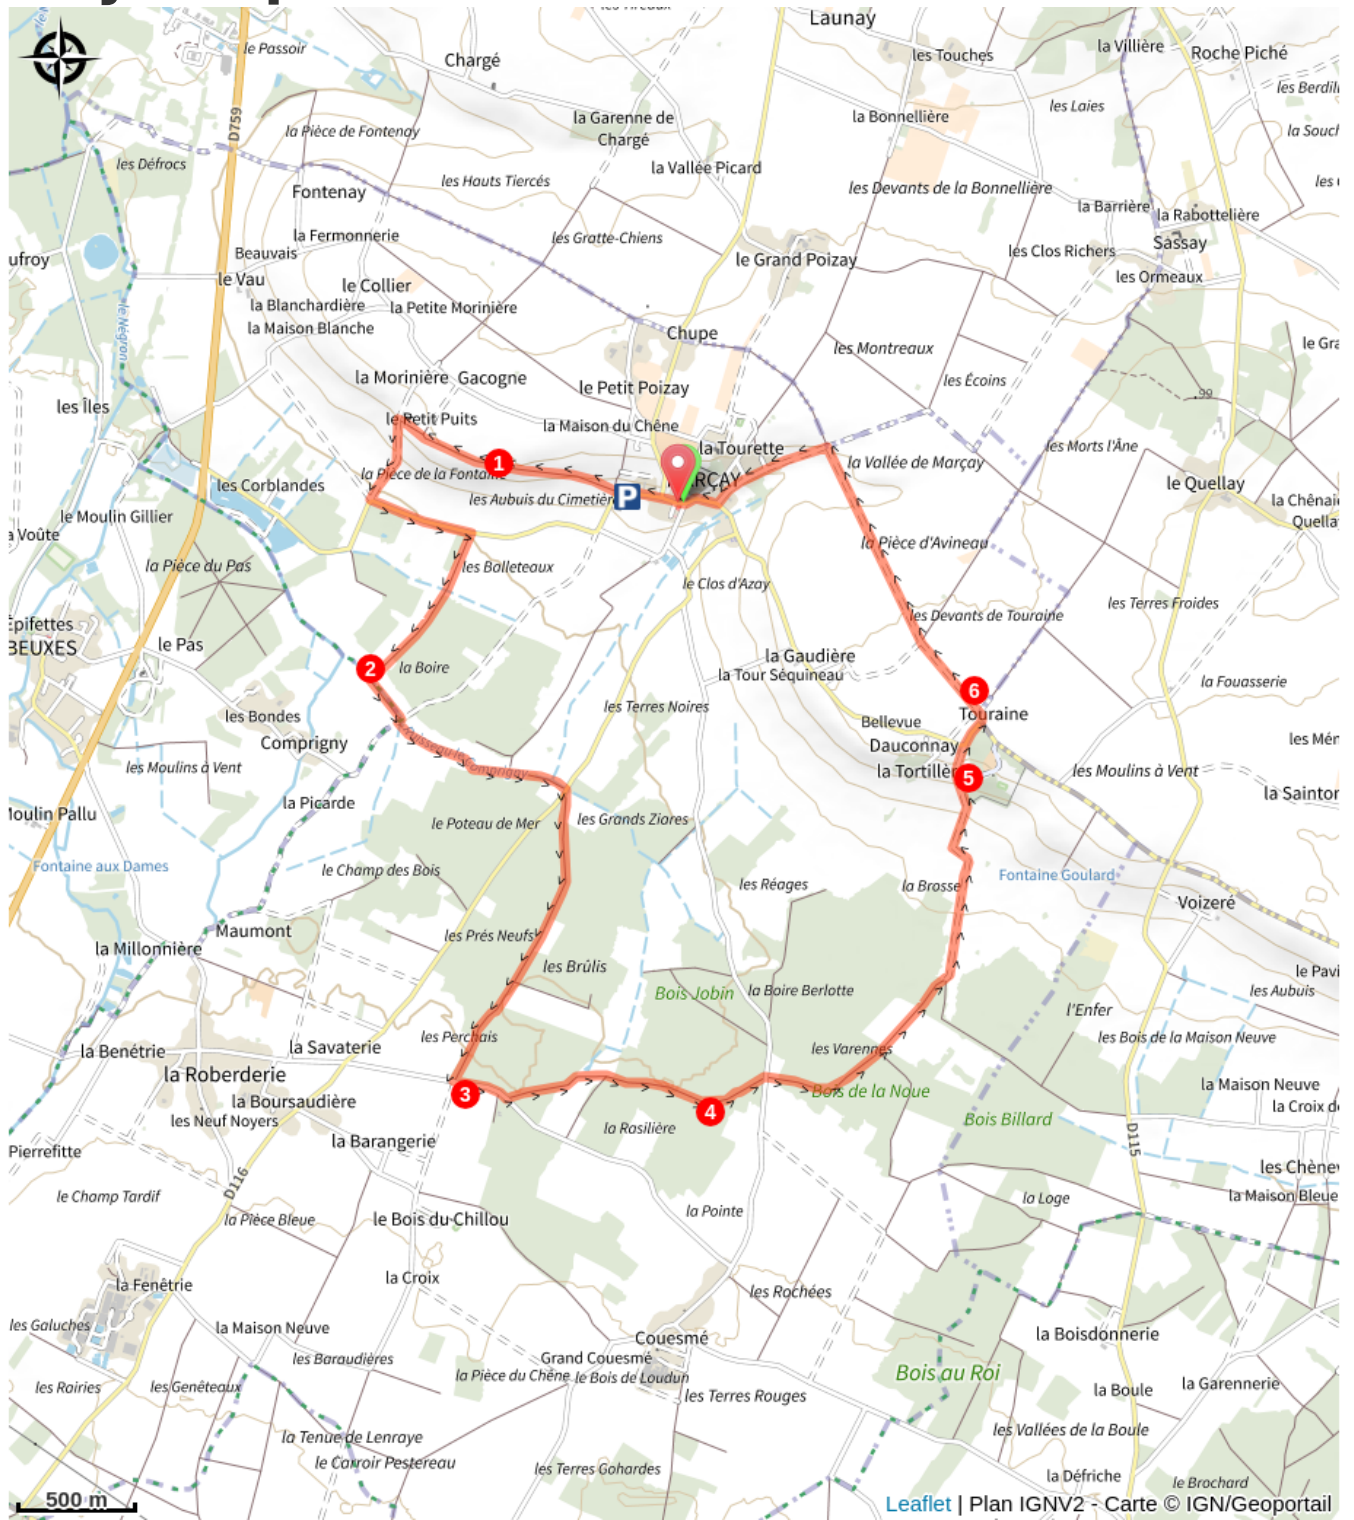 le Passoir
Chargé
Launay
les Touches
la Villière
Roche Piché
D759
la Pièce de Fontenay
la Garenne de
Chargé
la Bonnellière
les Laies
les Défrocs
la Vallée Picard
les Hauts Tiercés
Fontenay
les Devants de la Bonnellière
la Barrière
la Rabottelière
la Fermonnerie
les Gratte-Chiens
Sassay
Beauvais
le Grand Poizay
les Clos Richers
les Ormeaux
le Vau
le Collier
la Blanchardière
la Petite Morinière
la Maison Blanche
le Négron
Chupe
les Montreaux
la Morinière
Gacogne
le Petit Poizay
les Écoins
99
les Îles
le Petit Puits
la Maison du Chêne
la Tourette
les Morts l'Âne
1
la Vallée de Marçay
la Pièce de la Fontaine
les Corblandes
les Aubuis du Cimetière
P
le Quellay
le Moulin Gillier
la Pièce d'Avineau
la Pièce du Pas
les Balleteaux
le Clos d'Azay
les Terres Froides
les Devants de Touraine
BEUXES
le Pas
2
la Boire
la Gaudière
la Tour Séquineau
la Fouasserie
6
les Terres Noires
les Bondes
Touraine
Bellevue
Comprigny
Dauconnay
Ruisseau le Comprigny
les Moulins à Vent
la Tortillère
5
les Moulins à Vent
la Picarde
le Poteau de Mer
les Grands Ziores
Fontaine aux Dames
le Champ des Bois
les Réages
la Brosse
Fontaine Goulard
Voizeré
Maumont
la Millonnière
les Prés Neufs
les Brûlis
Bois Jobin
la Boire Berlotte
les Aubuis
l'Enfer
les Perchais
les Bois de la Maison Neuve
la Benétrie
la Savaterie
les Varennes
la Roberderie
la Maison Neuve
3
4
Bois de la Noue
la Boursaudière
les Neuf Noyers
la Rasilière
Bois Billard
D115
la Barangerie
Pierrefitte
D116
le Champ Tardif
la Loge
la Maison Bleue
la Pièce Bleue
le Bois du Chillou
la Pointe
la Croix
la Fenêtrie
les Rochées
les Galuches
la Maison Neuve
Couesmé
la Boisdonnerie
les Baraudières
Grand Couesmé
Bois au Roi
les Rairies
les Genêteaux
la Pièce du Chêne
le Bois de Loudun
les Terres Rouges
la Boule
la Garennerie
la Tenue de Lenraye
les Vallées de la Boule
le Carroir Pestereau
les Terres Gohardes
la Défriche
le Brochard
500 m
Leaflet | Plan IGNV2 - Carte © IGN/Geoportail